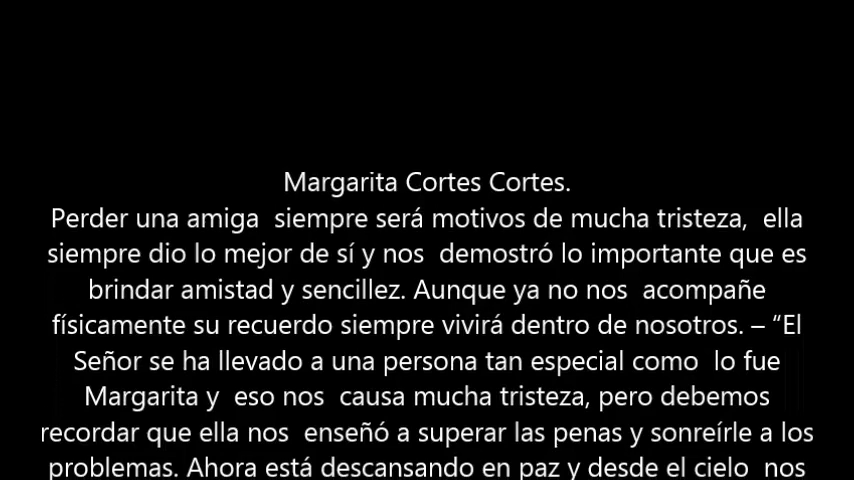 Margarita Cortes Cortes.
Perder una amiga  siempre será motivos de mucha tristeza,  ella
siempre dio lo mejor de sí y nos  demostró lo importante que es
brindar amistad y sencillez. Aunque ya no nos  acompañe
físicamente su recuerdo siempre vivirá dentro de nosotros. – “El
Señor se ha llevado a una persona tan especial como  lo fue
Margarita y  eso nos  causa mucha tristeza, pero debemos
recordar que ella nos  enseñó a superar las penas y sonreírle a los
problemas. Ahora está descansando en paz y desde el cielo  nos